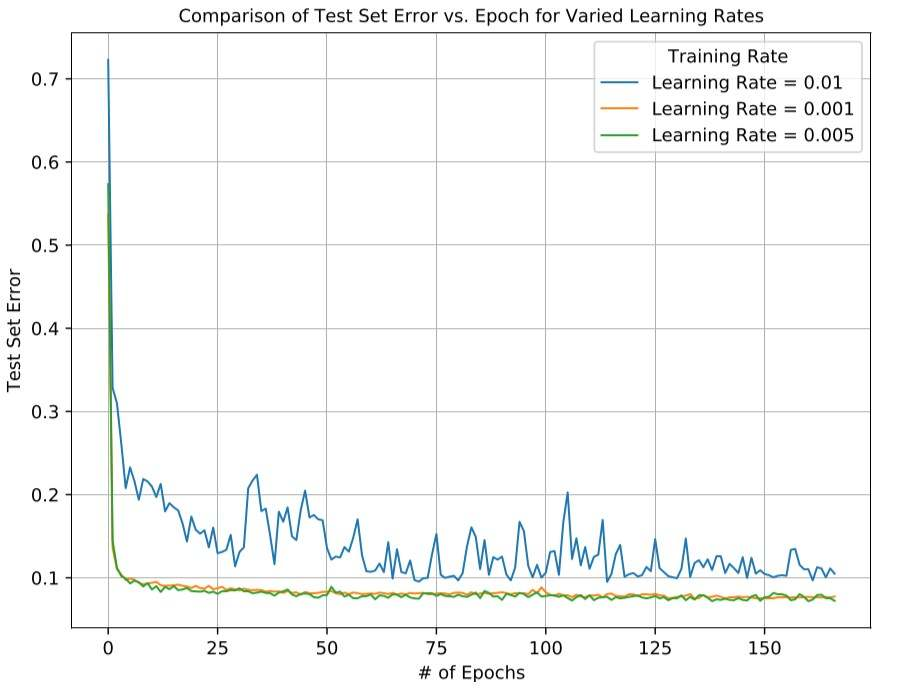 Comparison of Test Set Error vs. Epoch for Varied Learning Rates
Training Rate
Learning Rate = 0.01
Learning Rate = 0.001
Learning Rate = 0.005
Test Set Error
0.7
0.6
0.5
0.4
0.3
0.2
0.1
0 25 50 75 100 125 150
# of Epochs